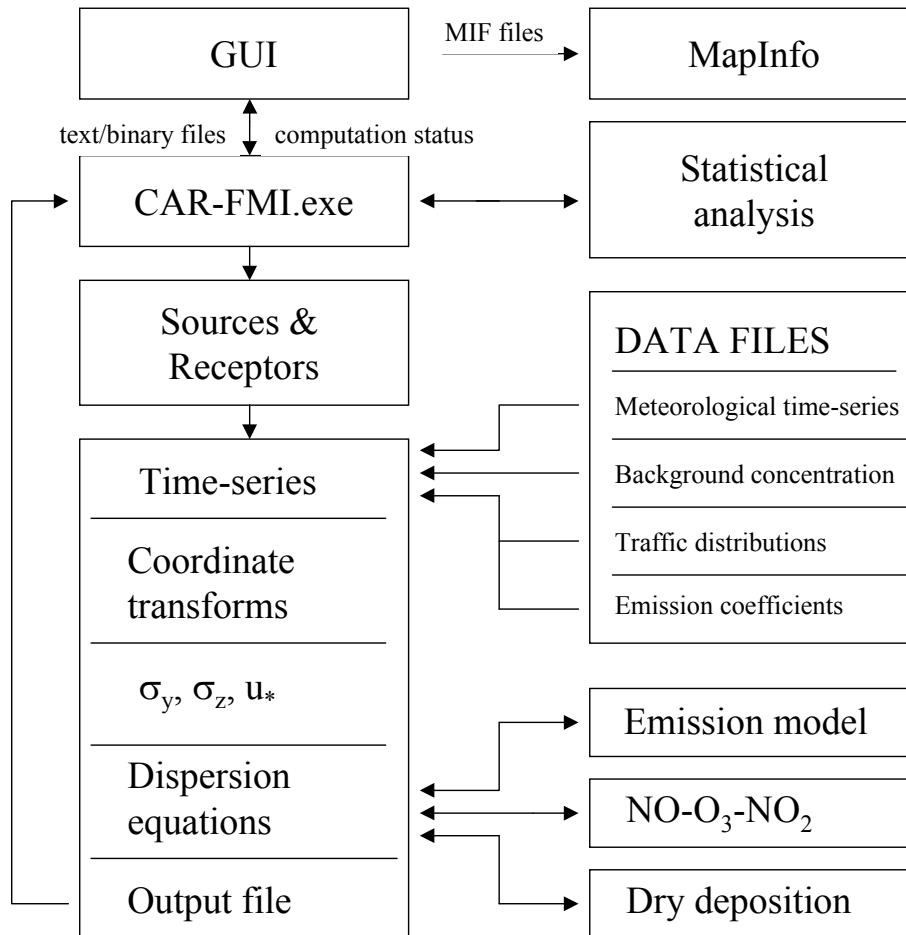 GUI
MIF files
MapInfo
text/binary files
computation status
CAR-FMI.exe
Statistical
analysis
Sources &
Receptors
DATA FILES
Meteorological time-series
Background concentration
Traffic distributions
Emission coefficients
Time-series
Coordinate
transforms
σy, σz, u*
Dispersion
equations
Output file
Emission model
NO-O₃-NO₂
Dry deposition